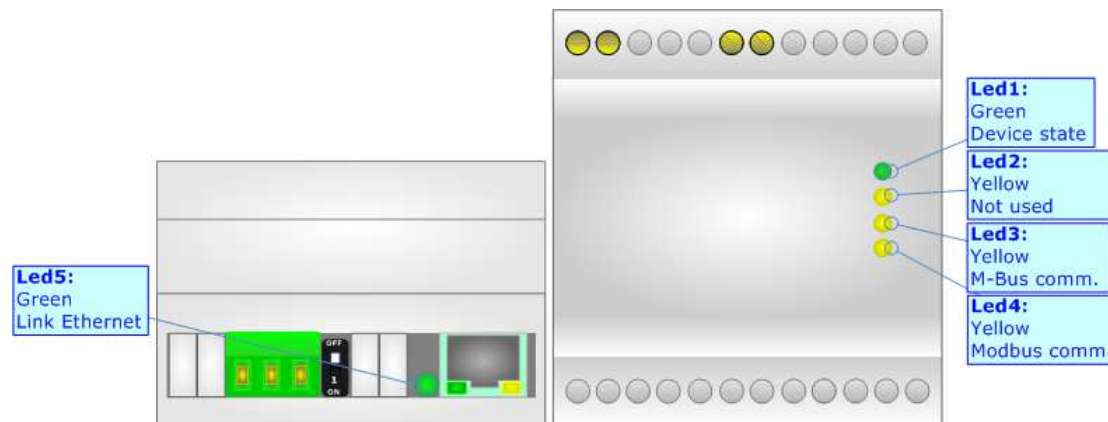 Led1:
Green
Device state
Led2:
Yellow
Not used
Led3:
Yellow
M-Bus comm.
Led4:
Yellow
Modbus comm
Led5:
Green
Link Ethernet
OFF
1
ON